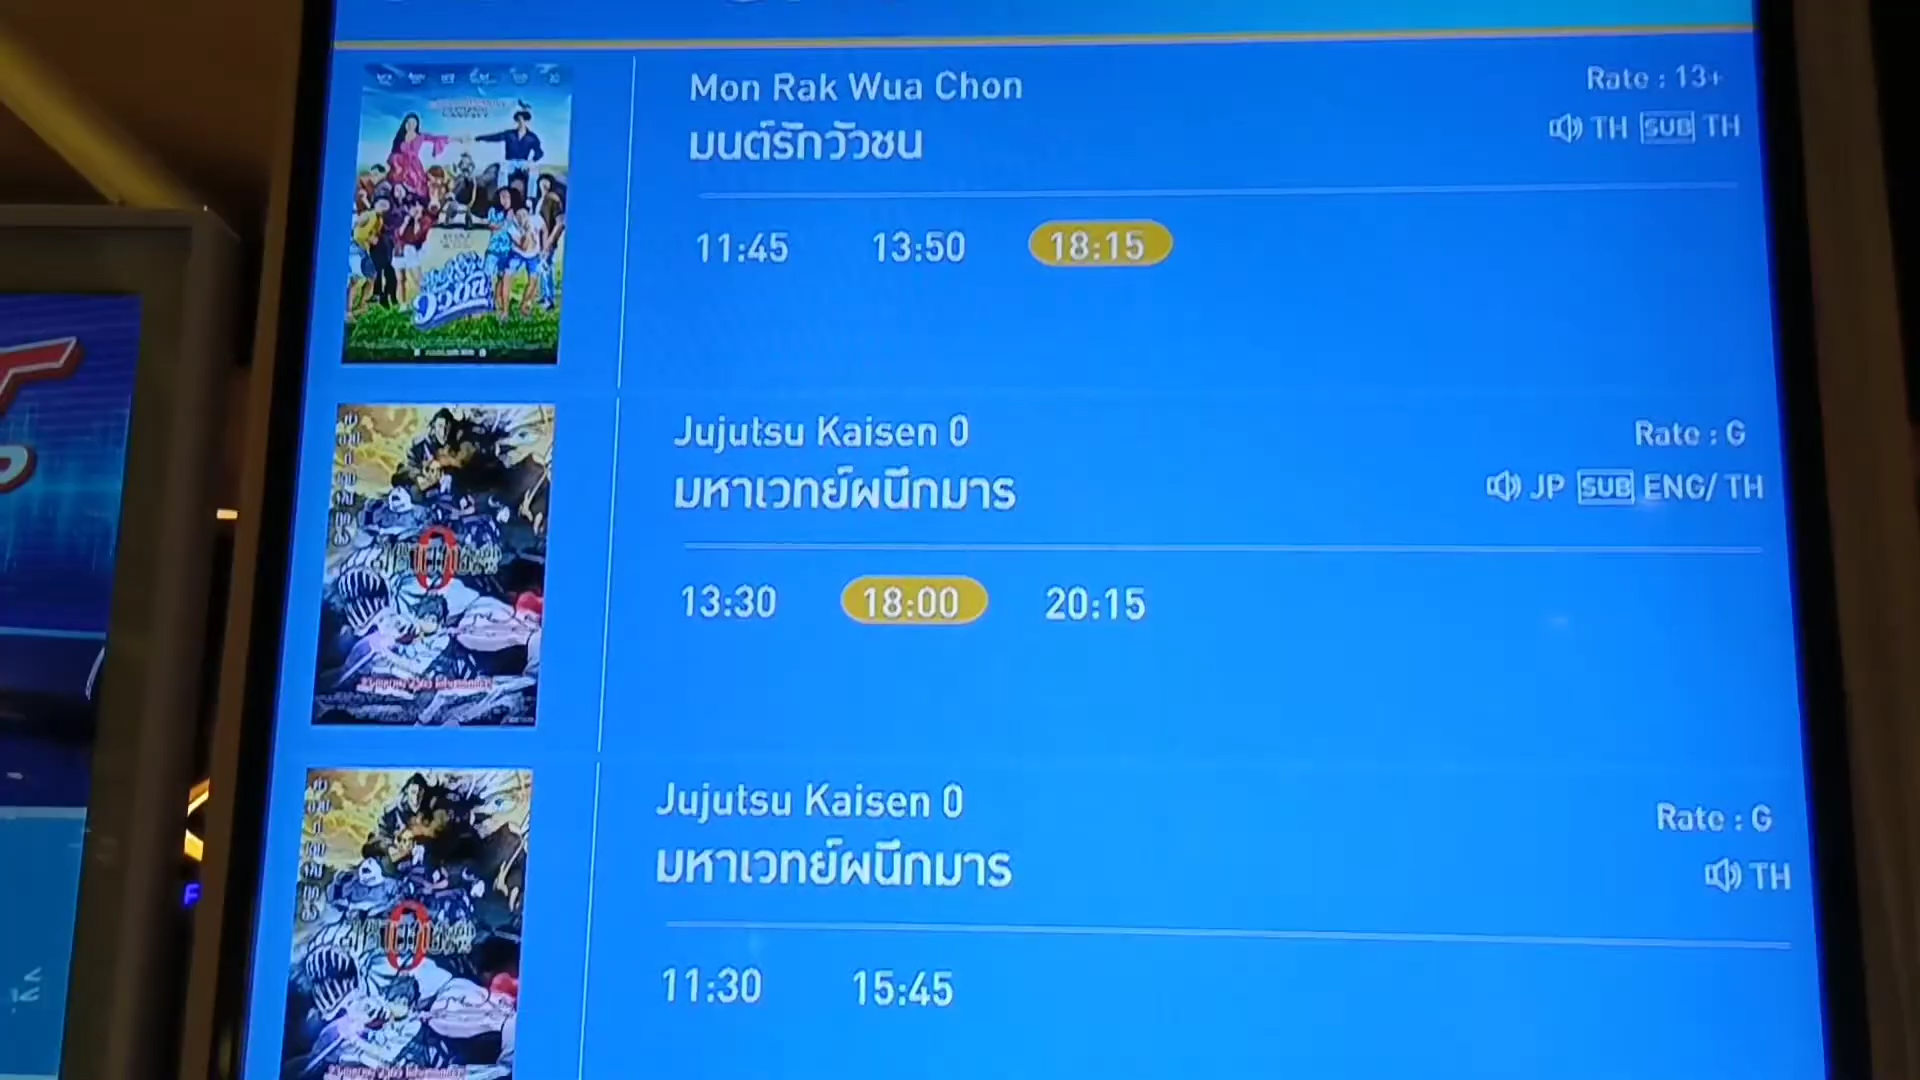 Mon Rak Wua Chon
Rate : 13+
มนต์รักวัวชน
TH SUB TH
11:45 13:50 18:15
Jujutsu Kaisen 0
Rate : G
มหาเวทย์ผนึกมาร
JP SUB ENG/ TH
13:30 18:00 20:15
Jujutsu Kaisen 0
Rate : G
มหาเวทย์ผนึกมาร
TH
11:30 15:45